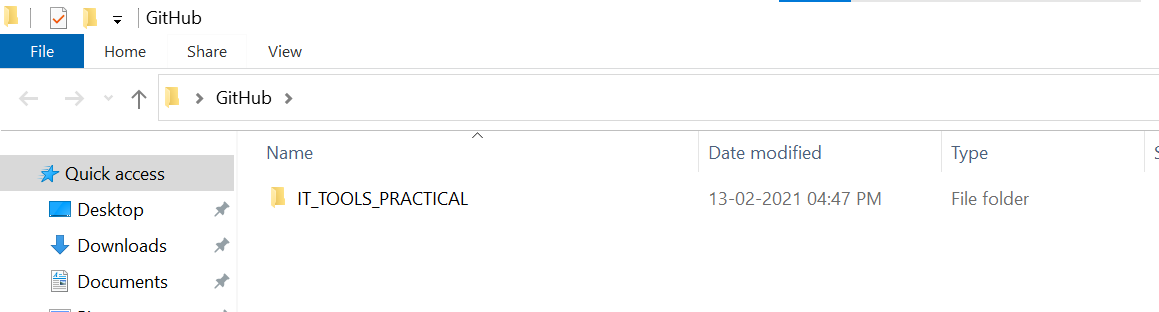 GitHub
File Home Share View
GitHub
Name Date modified Type
Quick access
IT_TOOLS_PRACTICAL 13-02-2021 04:47 PM File folder
Desktop
Downloads
Documents